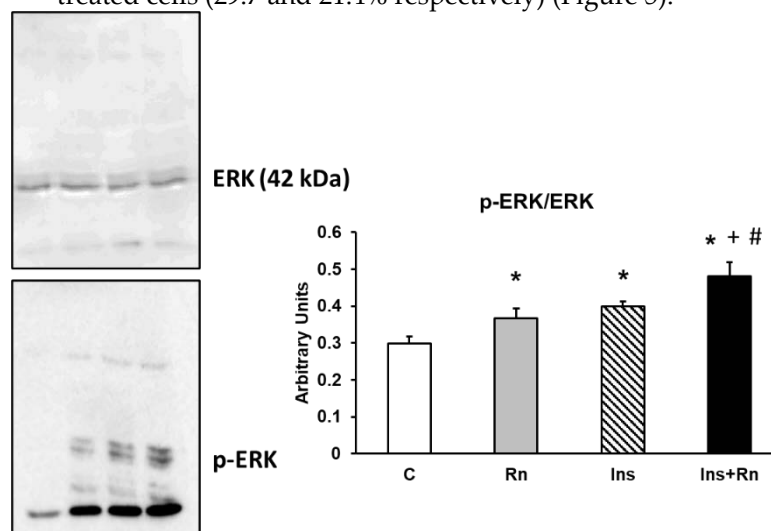 treated cells (29.7 and 21.1% respectively) (Figure 3).
ERK (42 kDa)
p-ERK
p-ERK/ERK
* * * + #
0.6
0.5
0.4
0.3
0.2
0.1
0
Arbitrary Units
C Rn Ins Ins+Rn